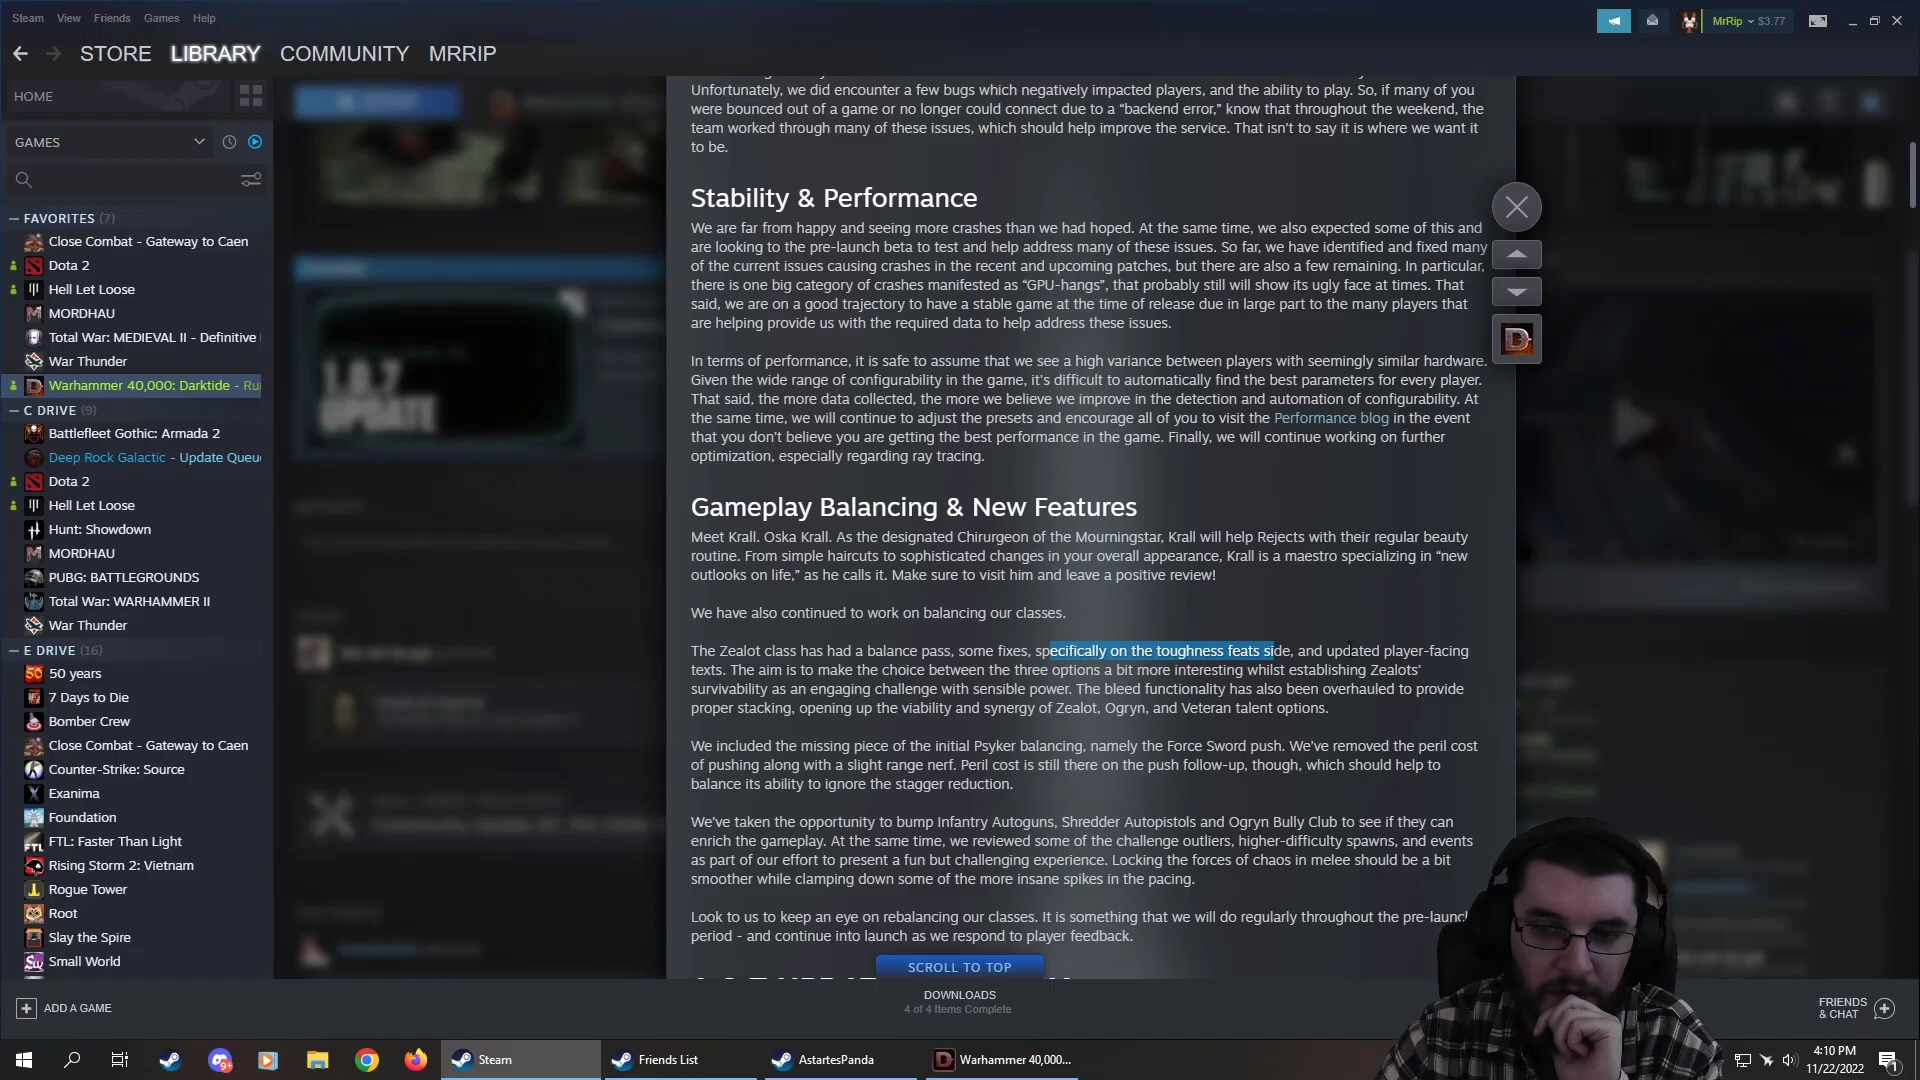 Steam View Friends Games Help
MrRip $3.77
STORE LIBRARY COMMUNITY MRRIP
HOME
GAMES
FAVORITES (7)
Close Combat - Gateway to Caen
Dota 2
Hell Let Loose
MORDHAU
Total War: MEDIEVAL II - Definitive
War Thunder
Warhammer 40,000: Darktide - Ru
C DRIVE (9)
Battlefleet Gothic: Armada 2
Deep Rock Galactic - Update Queu
Dota 2
Hell Let Loose
Hunt: Showdown
MORDHAU
PUBG: BATTLEGROUNDS
Total War: WARHAMMER II
War Thunder
E DRIVE (16)
50 years
7 Days to Die
Bomber Crew
Close Combat - Gateway to Caen
Counter-Strike: Source
Exanima
Foundation
FTL: Faster Than Light
Rising Storm 2: Vietnam
Rogue Tower
Root
Slay the Spire
Small World
ADD A GAME
1.0.7
UPDATE
Unfortunately, we did encounter a few bugs which negatively impacted players, and the ability to play. So, if many of you
were bounced out of a game or no longer could connect due to a “backend error,” know that throughout the weekend, the
team worked through many of these issues, which should help improve the service. That isn't to say it is where we want it
to be.
Stability & Performance
We are far from happy and seeing more crashes than we had hoped. At the same time, we also expected some of this and
are looking to the pre-launch beta to test and help address many of these issues. So far, we have identified and fixed many
of the current issues causing crashes in the recent and upcoming patches, but there are also a few remaining. In particular,
there is one big category of crashes manifested as “GPU-hangs”, that probably still will show its ugly face at times. That
said, we are on a good trajectory to have a stable game at the time of release due in large part to the many players that
are helping provide us with the required data to help address these issues.
In terms of performance, it is safe to assume that we see a high variance between players with seemingly similar hardware.
Given the wide range of configurability in the game, it's difficult to automatically find the best parameters for every player.
That said, the more data collected, the more we believe we improve in the detection and automation of configurability. At
the same time, we will continue to adjust the presets and encourage all of you to visit the Performance blog in the event
that you don't believe you are getting the best performance in the game. Finally, we will continue working on further
optimization, especially regarding ray tracing.
Gameplay Balancing & New Features
Meet Krall. Oska Krall. As the designated Chirurgeon of the Mourningstar, Krall will help Rejects with their regular beauty
routine. From simple haircuts to sophisticated changes in your overall appearance, Krall is a maestro specializing in “new
outlooks on life,” as he calls it. Make sure to visit him and leave a positive review!
We have also continued to work on balancing our classes.
The Zealot class has had a balance pass, some fixes, specifically on the toughness feats side, and updated player-facing
texts. The aim is to make the choice between the three options a bit more interesting whilst establishing Zealots'
survivability as an engaging challenge with sensible power. The bleed functionality has also been overhauled to provide
proper stacking, opening up the viability and synergy of Zealot, Ogryn, and Veteran talent options.
We included the missing piece of the initial Psyker balancing, namely the Force Sword push. We've removed the peril cost
of pushing along with a slight range nerf. Peril cost is still there on the push follow-up, though, which should help to
balance its ability to ignore the stagger reduction.
We've taken the opportunity to bump Infantry Autoguns, Shredder Autopistols and Ogryn Bully Club to see if they can
enrich the gameplay. At the same time, we reviewed some of the challenge outliers, higher-difficulty spawns, and events
as part of our effort to present a fun but challenging experience. Locking the forces of chaos in melee should be a bit
smoother while clamping down some of the more insane spikes in the pacing.
Look to us to keep an eye on rebalancing our classes. It is something that we will do regularly throughout the pre-launch
period - and continue into launch as we respond to player feedback.
SCROLL TO TOP
DOWNLOADS
4 of 4 Items Complete
FRIENDS
& CHAT
9+
Steam
Friends List
AstartesPanda
Warhammer 40,000...
4:10 PM
11/22/2022
1